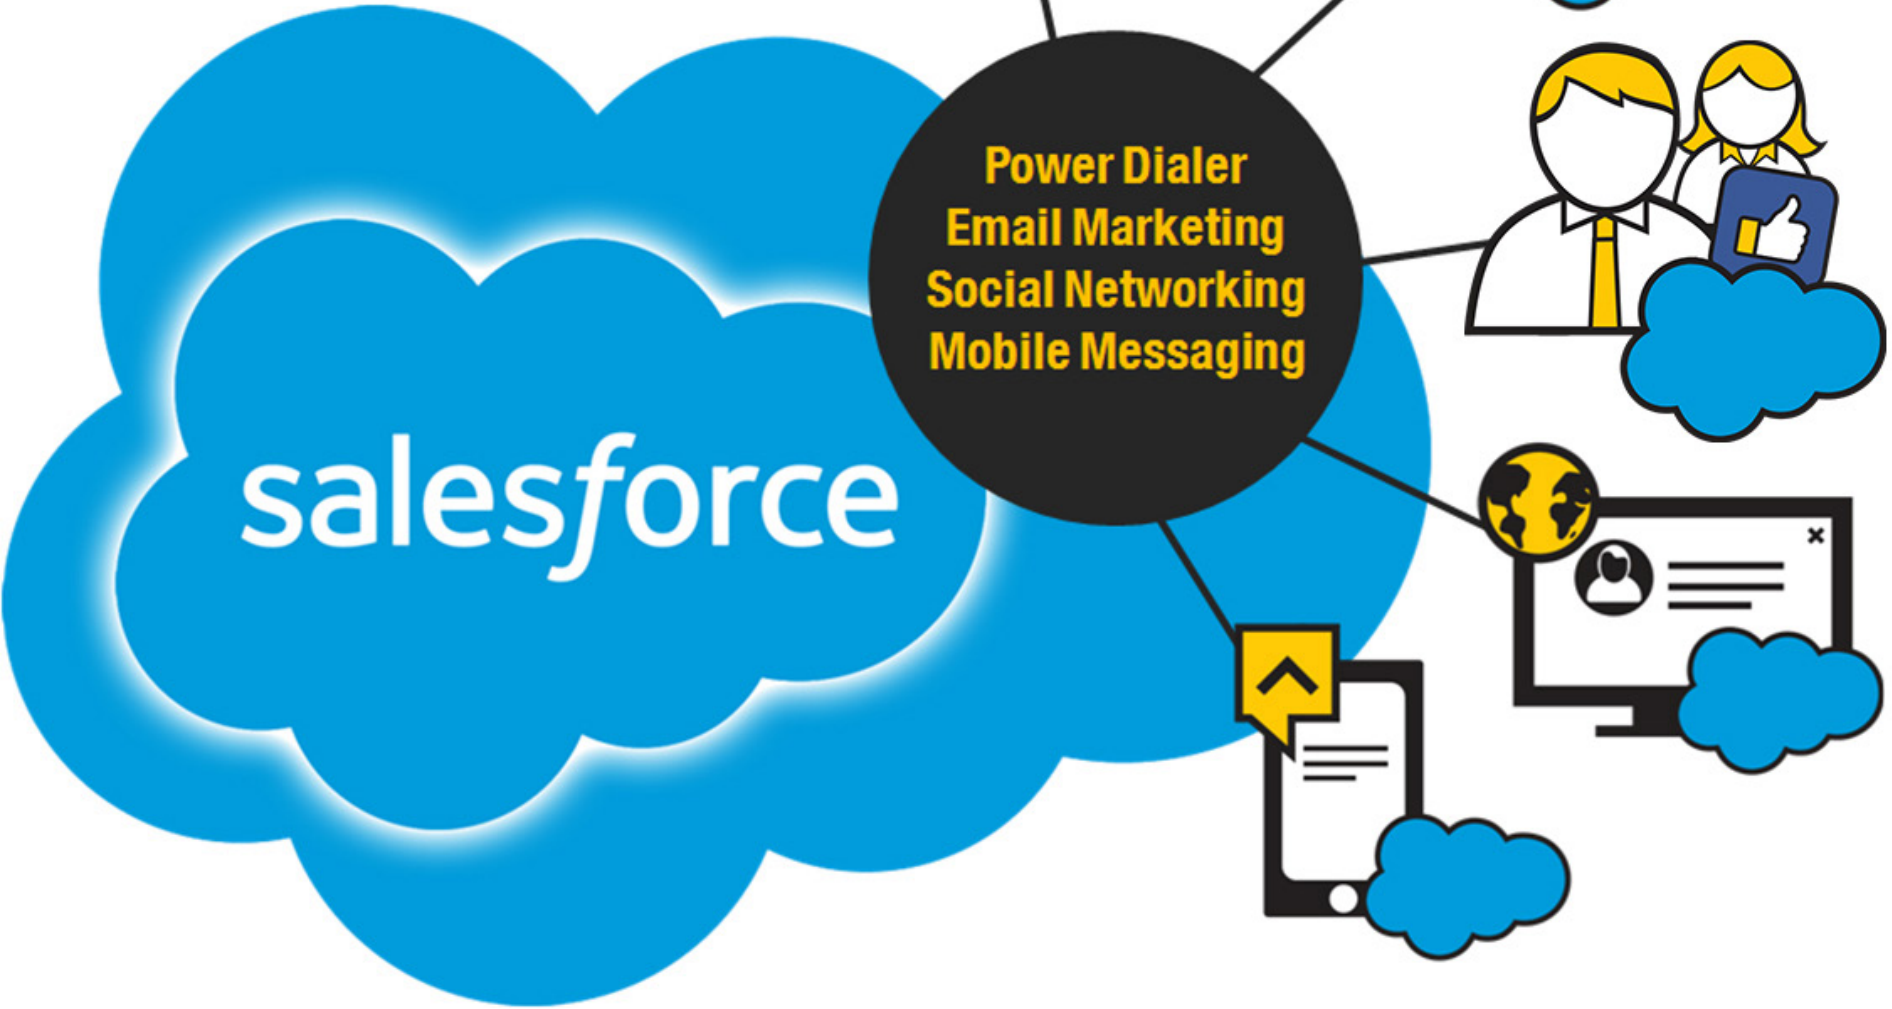 Power Dialer
Email Marketing
Social Networking
Mobile Messaging
salesforce